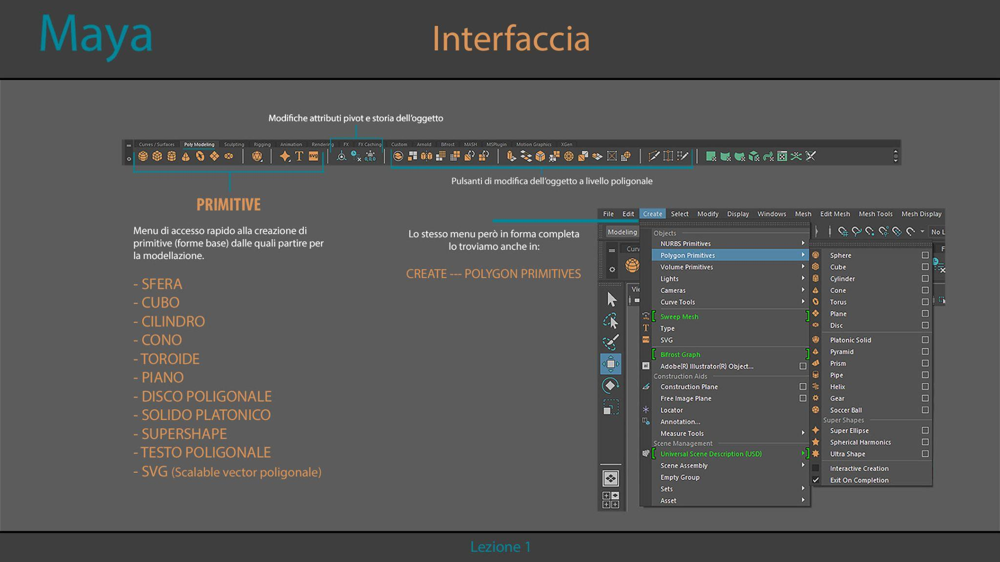 Maya
Interfaccia
Modifiche attributi pivot e storia dell'oggetto
Curves / Surfaces Poly Modeling Sculpting Rigging Animation Rendering FX FX Caching Custom Arnold Bifrost MASH MSPlugin Motion Graphics XGen
T SVG 0,0,0
Pulsanti di modifica dell'oggetto a livello poligonale
PRIMITIVE
Menu di accesso rapido alla creazione di
primitive (forme base) dalle quali partire per
la modellazione.
- SFERA
- CUBO
- CILINDRO
- CONO
- TOROIDE
- PIANO
- DISCO POLIGONALE
- SOLIDO PLATONICO
- SUPERSHAPE
- TESTO POLIGONALE
- SVG (Scalable vector poligonale)
Lo stesso menu però in forma completa
lo troviamo anche in:
CREATE --- POLYGON PRIMITIVES
File Edit Create Select Modify Display Windows Mesh Edit Mesh Mesh Tools Mesh Display
Modeling
No L
Objects
NURBS Primitives
Polygon Primitives
Volume Primitives
Lights
Cameras
Curve Tools
Sweep Mesh
Type
SVG
Bifrost Graph
Adobe(R) Illustrator(R) Object...
Construction Aids
Construction Plane
Free Image Plane
Locator
Annotation...
Measure Tools
Scene Management
Universal Scene Description (USD)
Scene Assembly
Empty Group
Sets
Asset
Sphere
Cube
Cylinder
Cone
Torus
Plane
Disc
Platonic Solid
Pyramid
Prism
Pipe
Helix
Gear
Soccer Ball
Super Shapes
Super Ellipse
Spherical Harmonics
Ultra Shape
Interactive Creation
Exit On Completion
Lezione 1